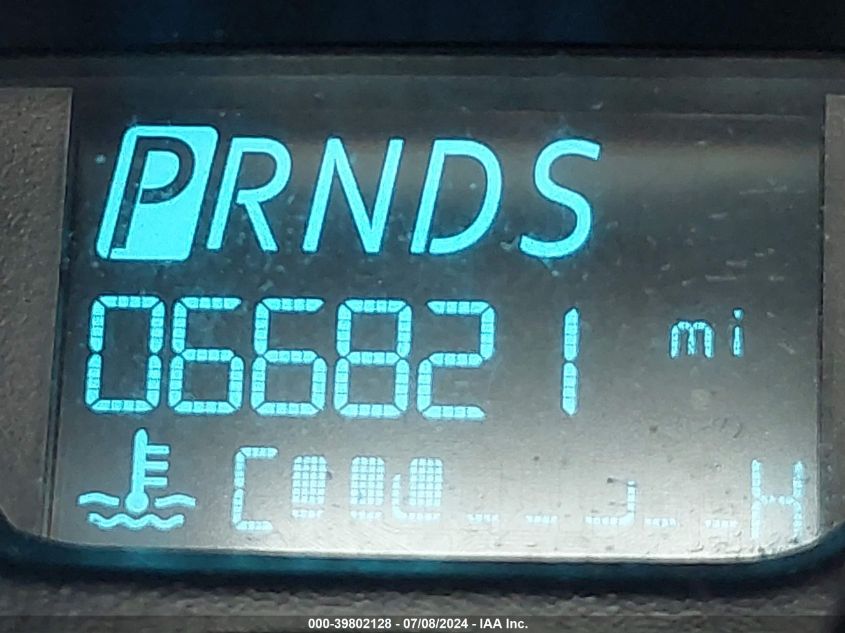 PRNDS
066821 mi
C H
000-39802128 - 07/08/2024 - IAA Inc.